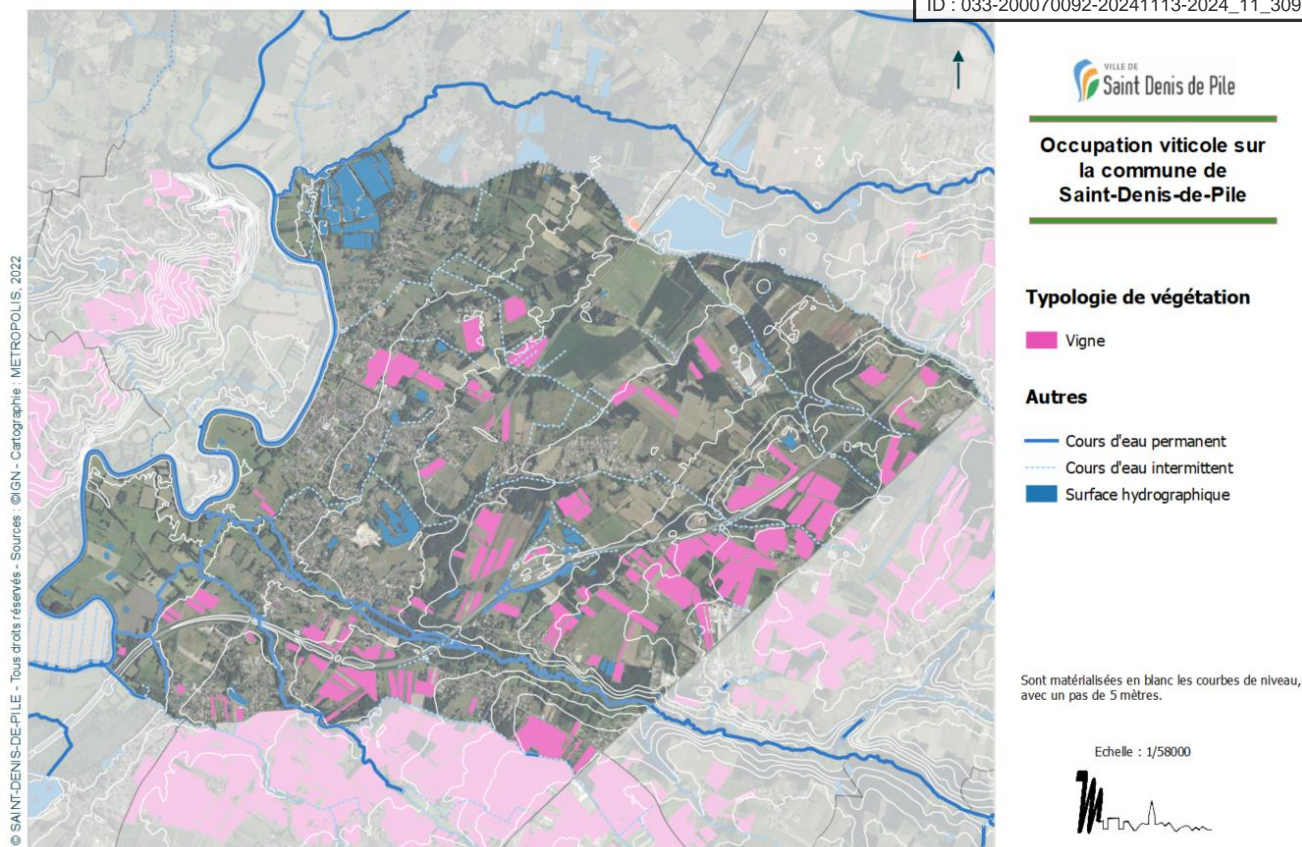 ID : 033-200070092-20241113-2024_11_309
VILLE DE
Saint Denis de Pile
Occupation viticole sur
la commune de
Saint-Denis-de-Pile
Typologie de végétation
Vigne
Autres
Cours d'eau permanent
Cours d'eau intermittent
Surface hydrographique
Sont matérialisées en blanc les courbes de niveau,
avec un pas de 5 mètres.
Echelle : 1/58000
© SAINT-DENIS-DE-PILE - Tous droits réservés - Sources : ©IGN - Cartographie : METROPOLIS, 2022